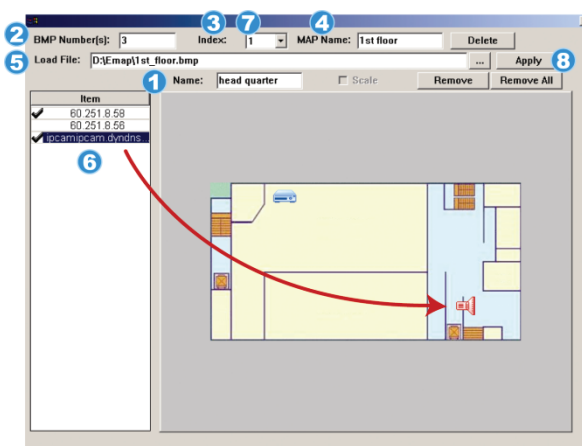 3 7 4
2 BMP Number(s): 3 Index: 1 MAP Name: 1st floor Delete
5 Load File: D:\Emap\1st_floor.bmp ... Apply 8
1 Name: head quarter Scale Remove Remove All
Item
60.251.8.58
60.251.8.56
ipcamipcam.dyndns...
6